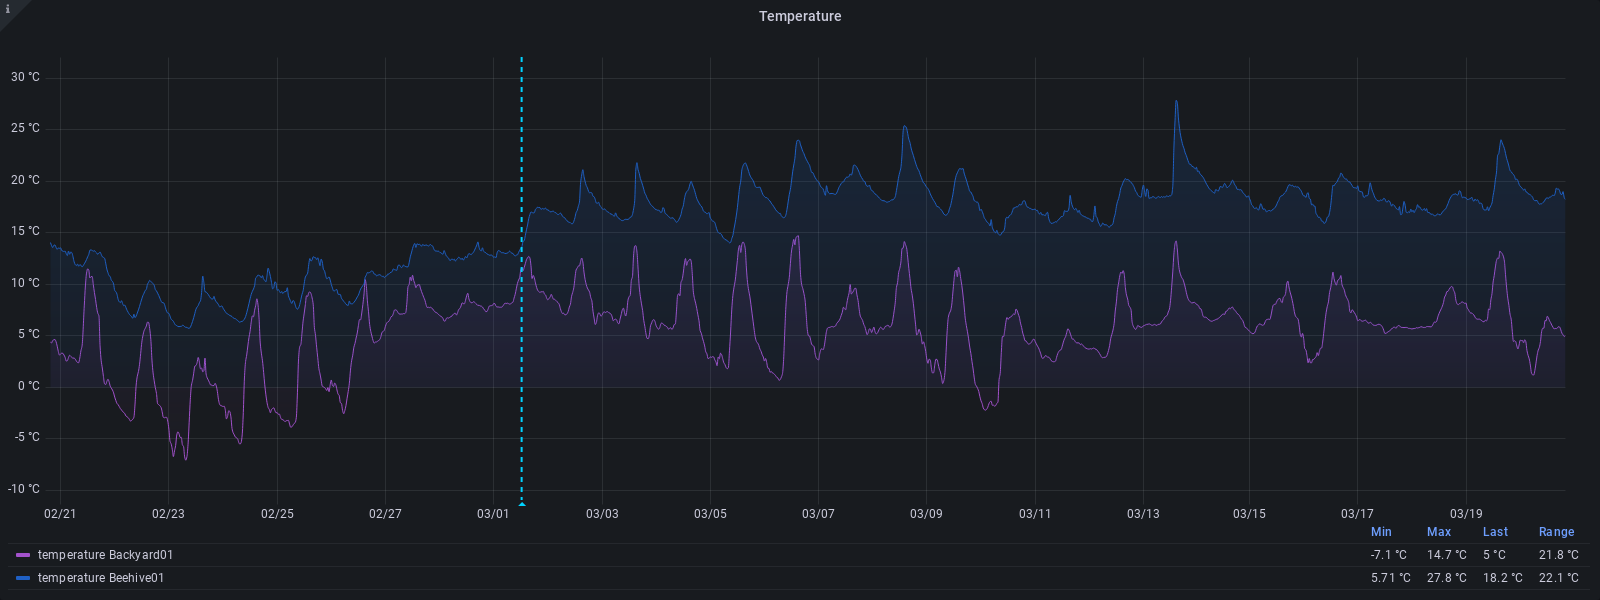 i
Temperature
30 °C
25 °C
20 °C
15 °C
10 °C
5 °C
0 °C
-5 °C
-10 °C
02/21 02/23 02/25 02/27 03/01 03/03 03/05 03/07 03/09 03/11 03/13 03/15 03/17 03/19
Min Max Last Range
temperature Backyard01 -7.1 °C 14.7 °C 5 °C 21.8 °C
temperature Beehive01 5.71 °C 27.8 °C 18.2 °C 22.1 °C